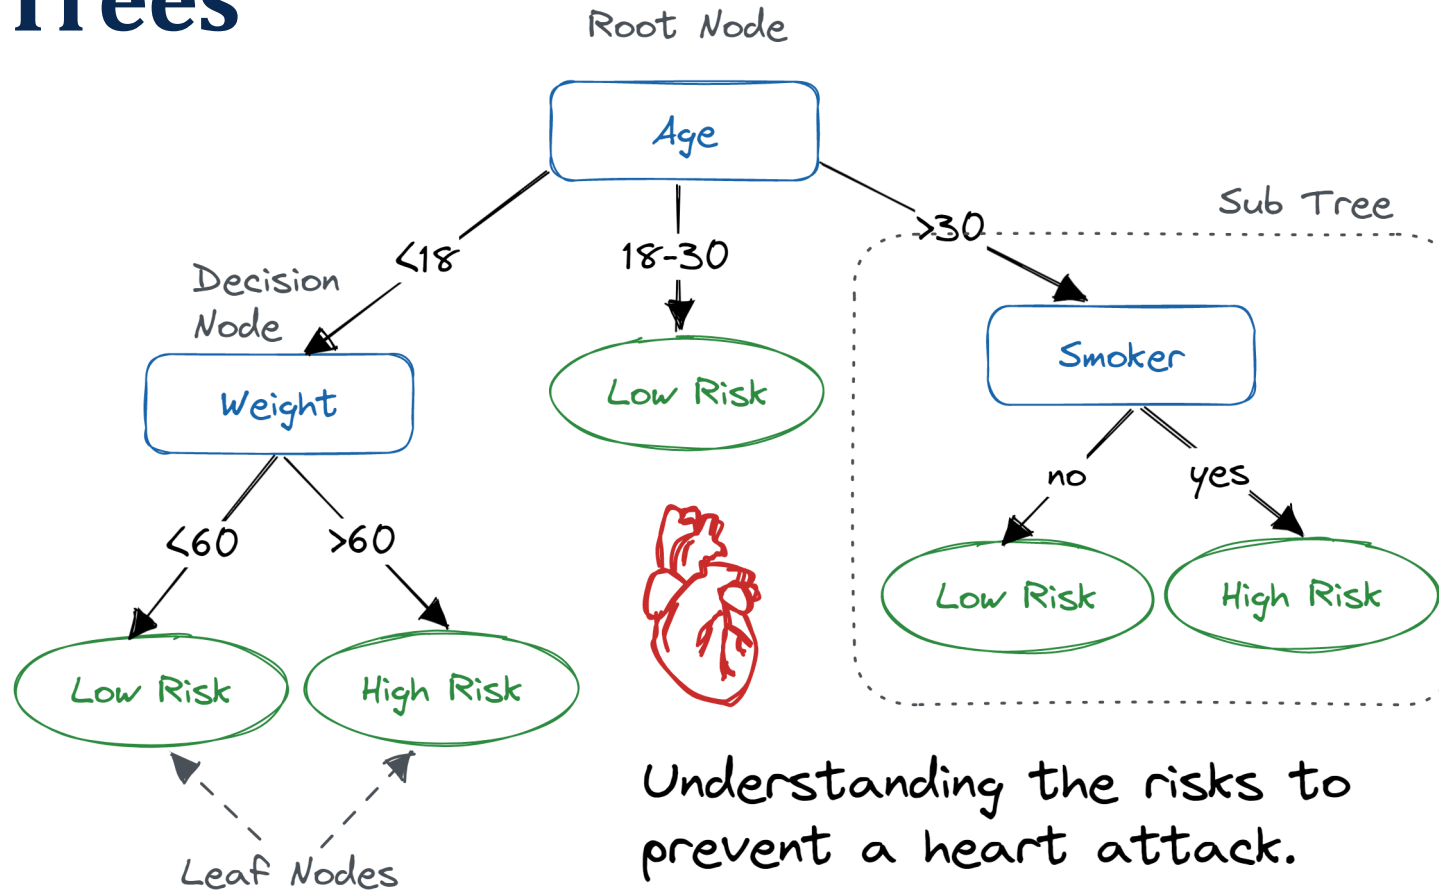 Trees
Root Node
Age
<18
18-30
>30
Sub Tree
Decision
Node
Weight
Low Risk
Smoker
<60
>60
no
yes
Low Risk
High Risk
Low Risk
High Risk
Leaf Nodes
Understanding the risks to
prevent a heart attack.